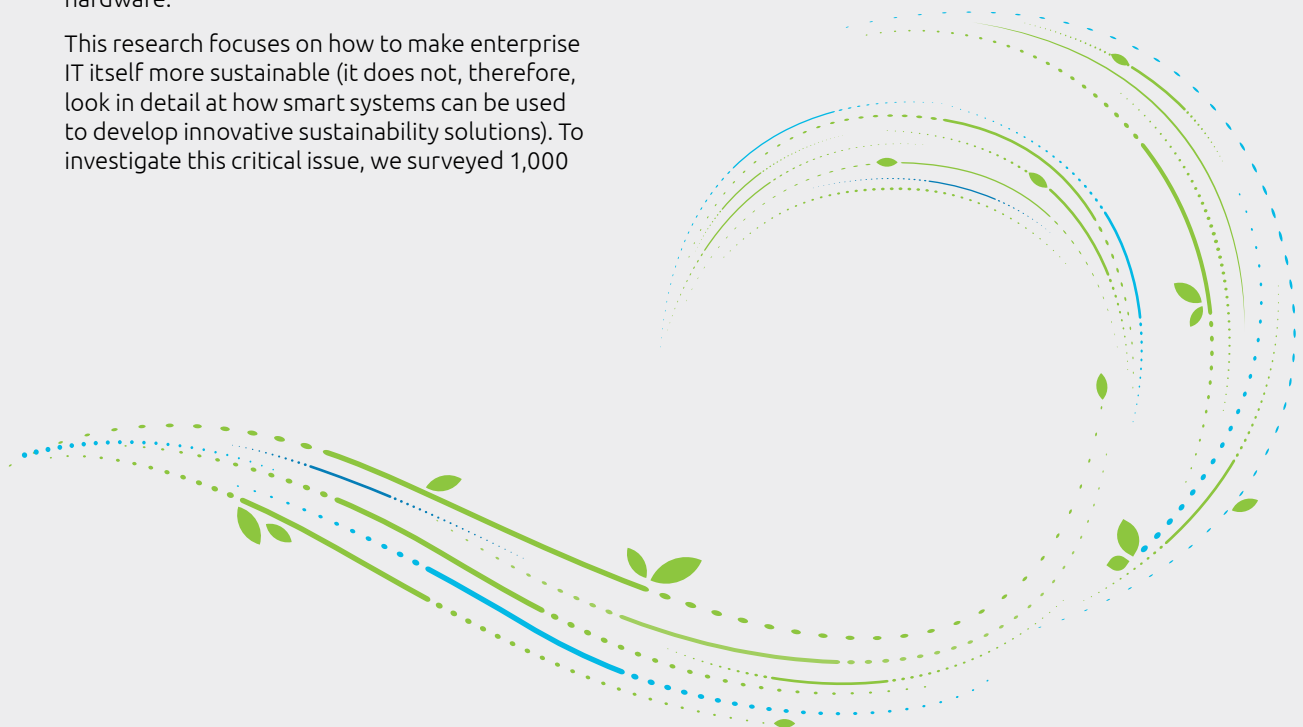 hardware.
This research focuses on how to make enterprise
IT itself more sustainable (it does not, therefore,
look in detail at how smart systems can be used
to develop innovative sustainability solutions). To
investigate this critical issue, we surveyed 1,000